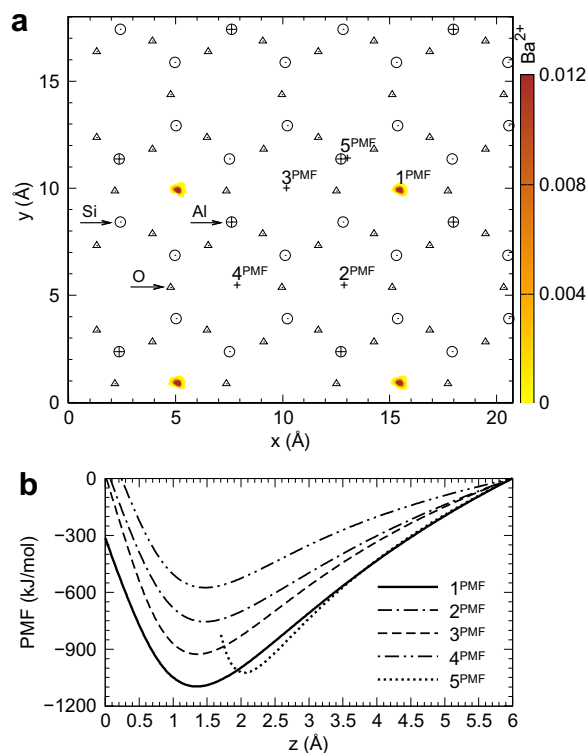 a
Ba2+
0.012
0.008
0.004
0
15
10
5
0
y (Å)
5PMF
3PMF
1PMF
Si
Al
O
4PMF
2PMF
0 5 10 15 20
x (Å)
b
0
−300
−600
−900
−1200
PMF (kJ/mol)
1PMF
2PMF
3PMF
4PMF
5PMF
0 0.5 1 1.5 2 2.5 3 3.5 4 4.5 5 5.5 6
z (Å)